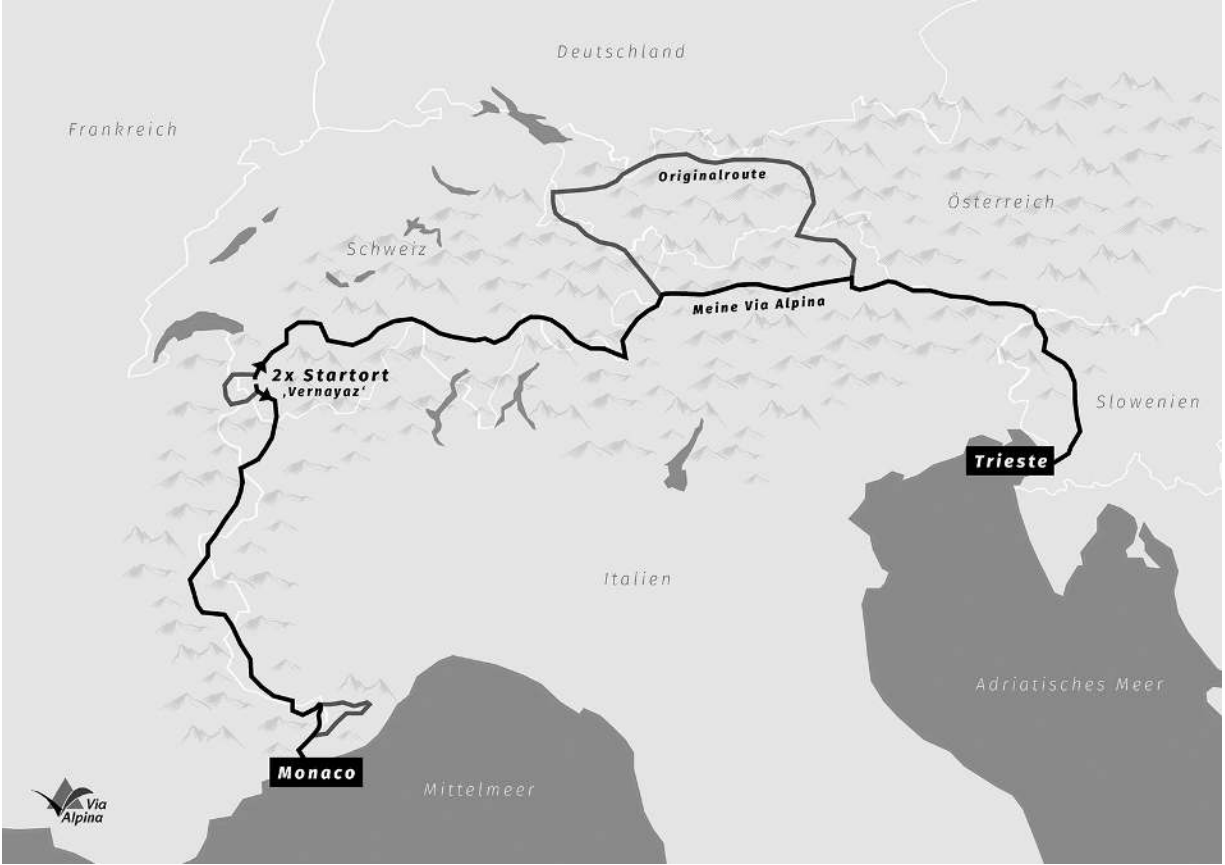 Deutschland
Frankreich
Originalroute
Österreich
Schweiz
Meine Via Alpina
2x Startort
‚Vernayaz‘
Slowenien
Trieste
Italien
Adriatisches Meer
Monaco
Mittelmeer
Via
Alpina